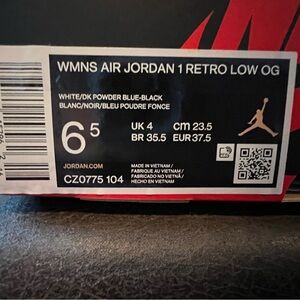 WMNS AIR JORDAN 1 RETRO LOW OG
WHITE/DK POWDER BLUE-BLACK
BLANC/NOIR/BLEU POUDRE FONCE
6 5
UK 4 CM 23.5
BR 35.5 EUR 37.5
JORDAN.COM
CZ0775 104
MADE IN VIETNAM /
FABRIQUÉ AU VIETNAM /
FABRICADO NO VIETNÃ /
HECHO EN VIETNAM